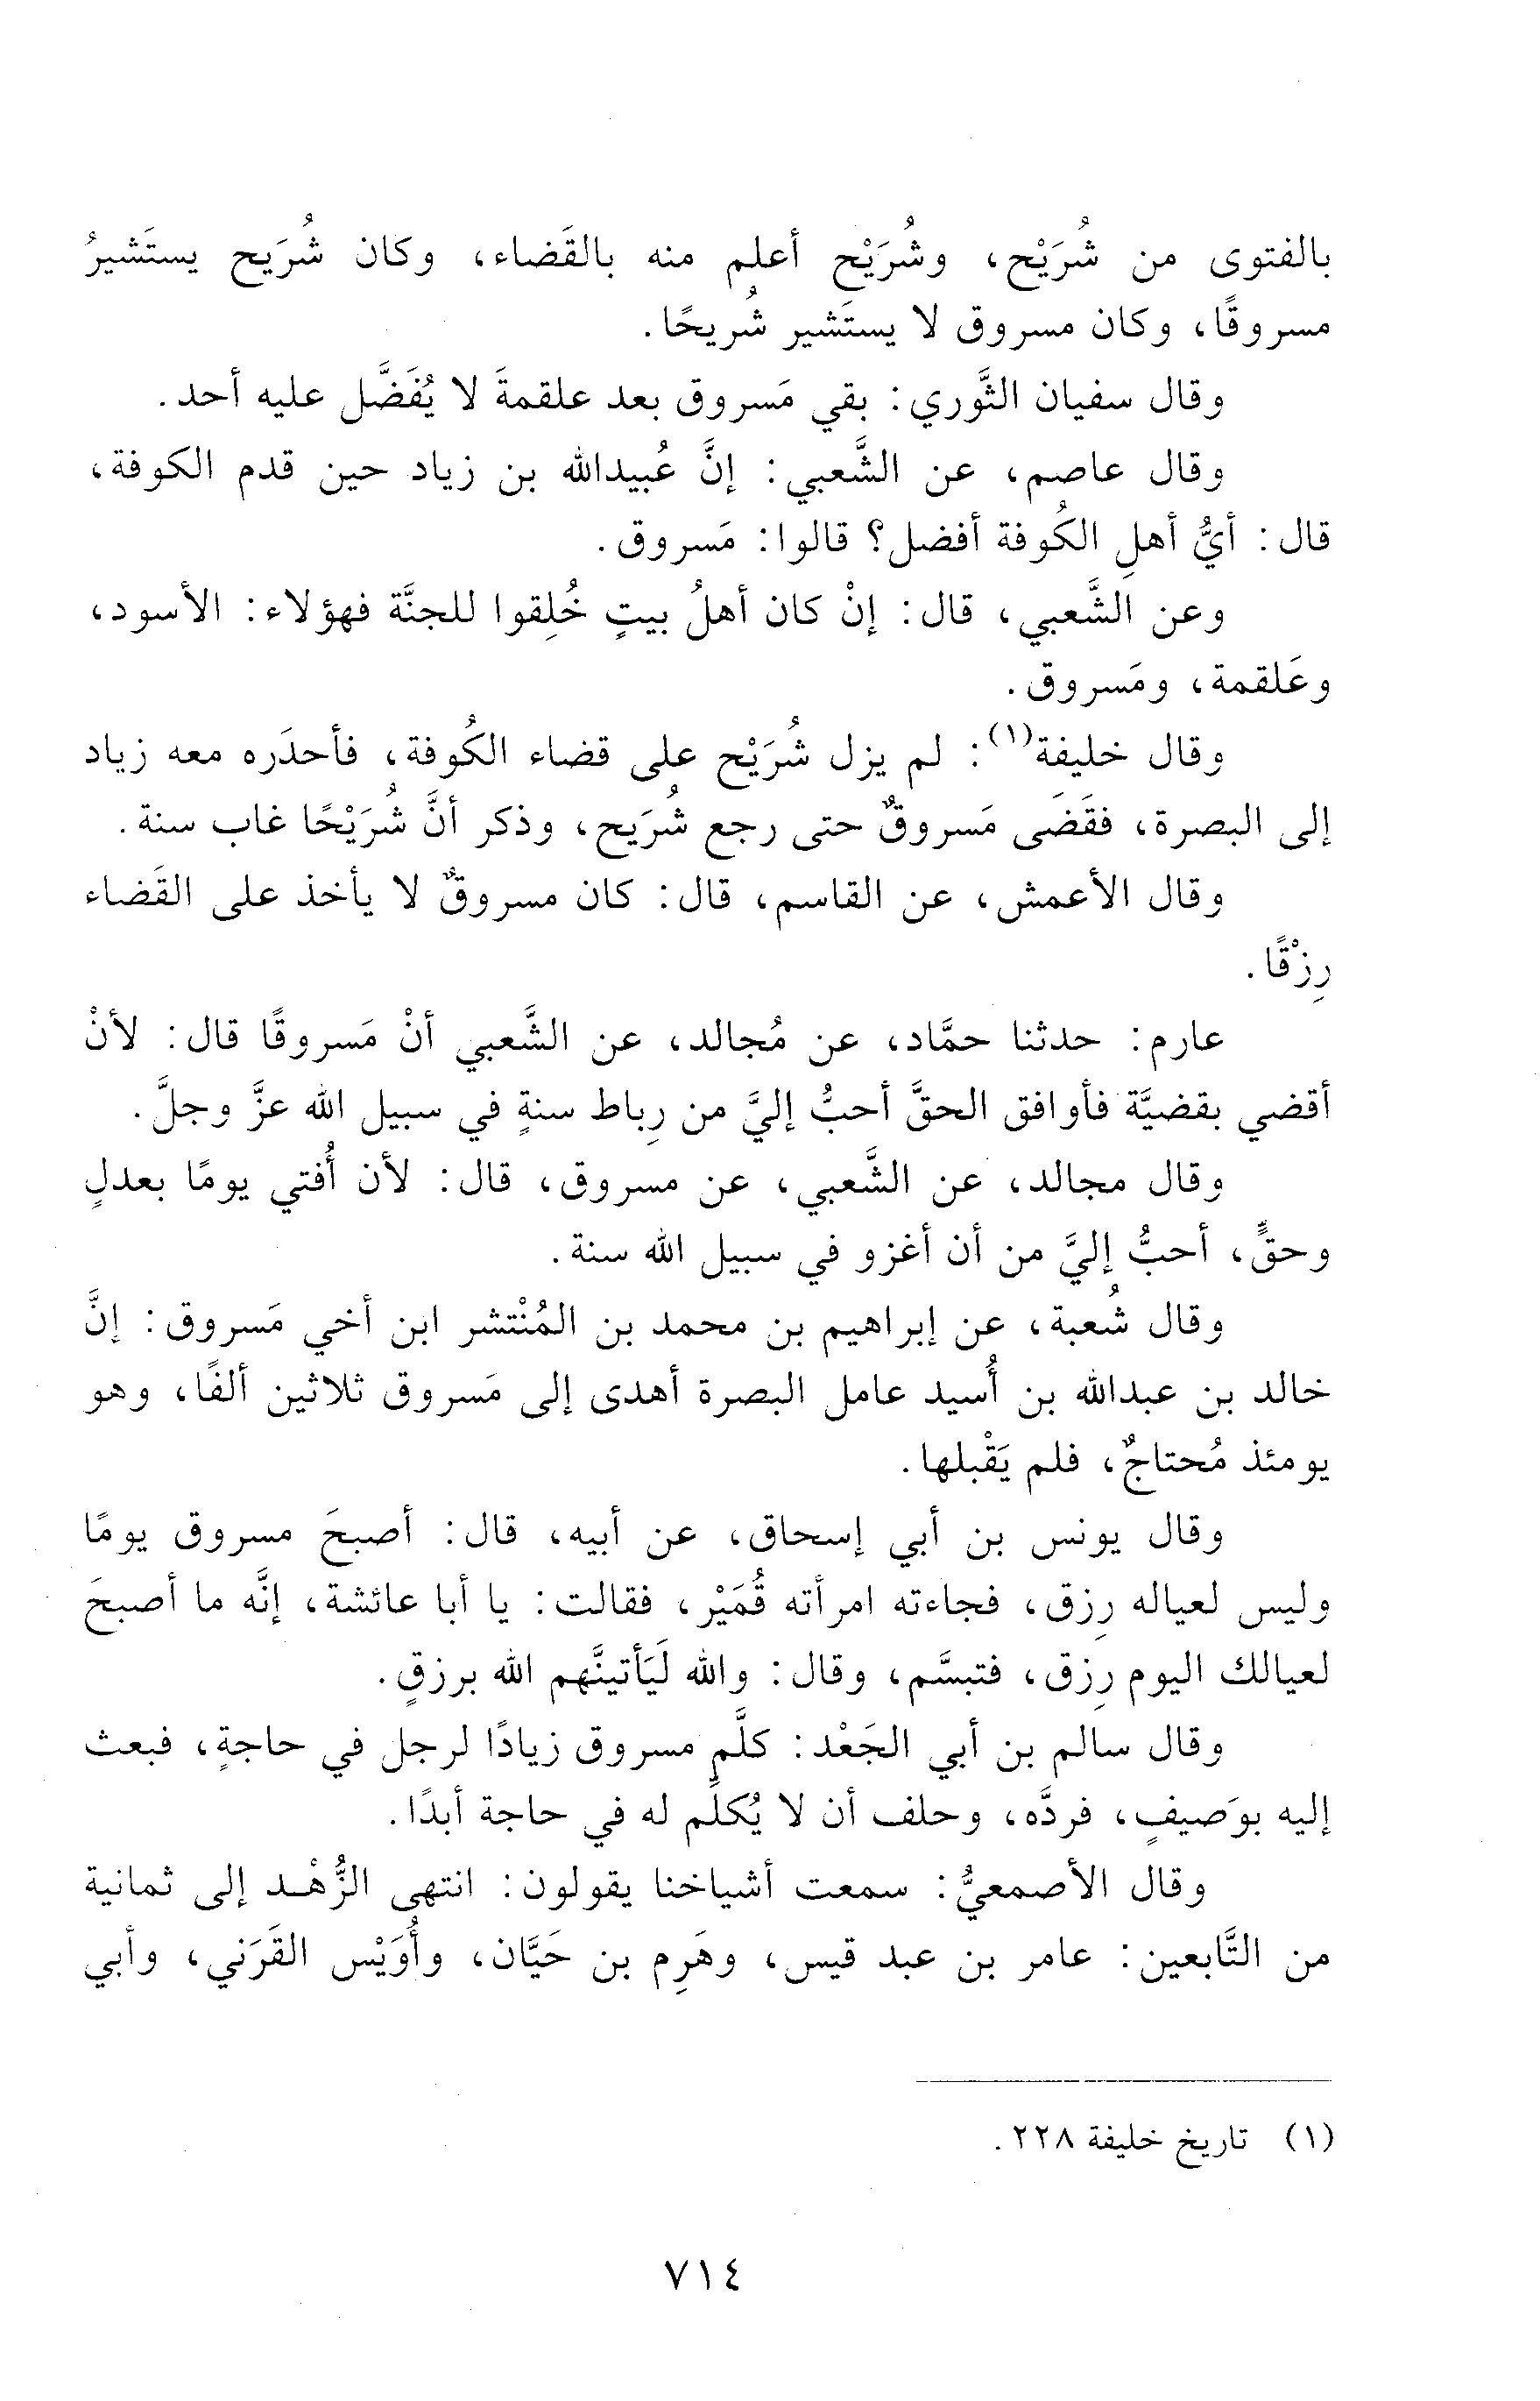 بالفتوى من شُرَيْح، وشُرَيْح أعلم منه بالقَضاء، وكان شُرَيح يستَشيرُ
مسروقًا، وكان مسروق لا يستَشير شُريحًا.
وقال سفيان الثَّوري: بقي مَسروق بعد علقمةَ لا يُفَضَّل عليه أحد.
وقال عاصم، عن الشَّعبي: إنَّ عُبيدالله بن زياد حين قدم الكوفة،
قال: أيُّ أهلِ الكُوفة أفضل؟ قالوا: مَسروق.
وعن الشَّعبي، قال: إنْ كان أهلُ بيتٍ خُلِقوا للجنَّة فهؤلاء: الأسود،
وعَلقمة، ومَسروق.
وقال خليفة(١): لم يزل شُرَيْح على قضاء الكُوفة، فأحدَره معه زياد
إلى البصرة، فقَضَى مَسروقٌ حتى رجع شُرَيح، وذكر أنَّ شُرَيْحًا غاب سنة.
وقال الأعمش، عن القاسم، قال: كان مسروقٌ لا يأخذ على القَضاء
رِزْقًا.
عارم: حدثنا حمَّاد، عن مُجالد، عن الشَّعبي أنْ مَسروقًا قال: لأنْ
أقضي بقضيَّة فأوافق الحقَّ أحبُّ إليَّ من رِباط سنةٍ في سبيل الله عزَّ وجلَّ.
وقال مجالد، عن الشَّعبي، عن مسروق، قال: لأن أُفتي يومًا بعدلٍ
وحقٍّ، أحبُّ إليَّ من أن أغزو في سبيل الله سنة.
وقال شُعبة، عن إبراهيم بن محمد بن المُنْتشر ابن أخي مَسروق: إنَّ
خالد بن عبدالله بن أُسيد عامل البصرة أهدى إلى مَسروق ثلاثين ألفًا، وهو
يومئذ مُحتاجٌ، فلم يَقْبلها.
وقال يونس بن أبي إسحاق، عن أبيه، قال: أصبحَ مسروق يومًا
وليس لعياله رِزق، فجاءته امرأته قُمَيْر، فقالت: يا أبا عائشة، إنَّه ما أصبحَ
لعيالك اليوم رِزق، فتبسَّم، وقال: والله لَيَأتينَّهم الله برزقٍ.
وقال سالم بن أبي الجَعْد: كلَّم مسروق زيادًا لرجل في حاجةٍ، فبعث
إليه بوَصيفٍ، فردَّه، وحلف أن لا يُكلِّم له في حاجة أبدًا.
وقال الأصمعيُّ: سمعت أشياخنا يقولون: انتهى الزُّهْد إلى ثمانية
من التَّابعين: عامر بن عبد قيس، وهَرِم بن حَيَّان، وأُوَيْس القَرَني، وأبي
(١) تاريخ خليفة ٢٢٨.
٧١٤